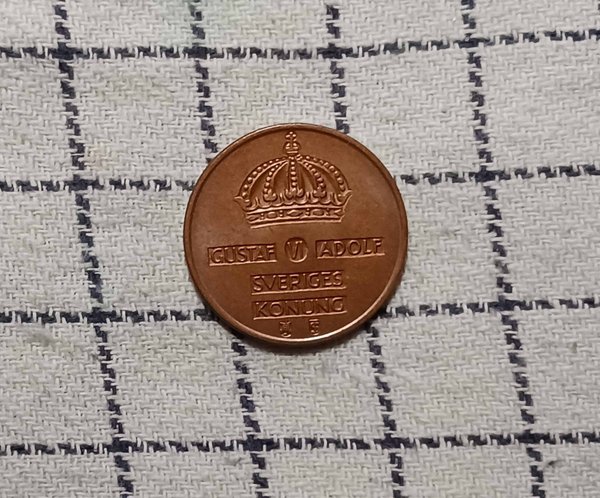 GUSTAF VI ADOLF
SVERIGES
KONUNG
U